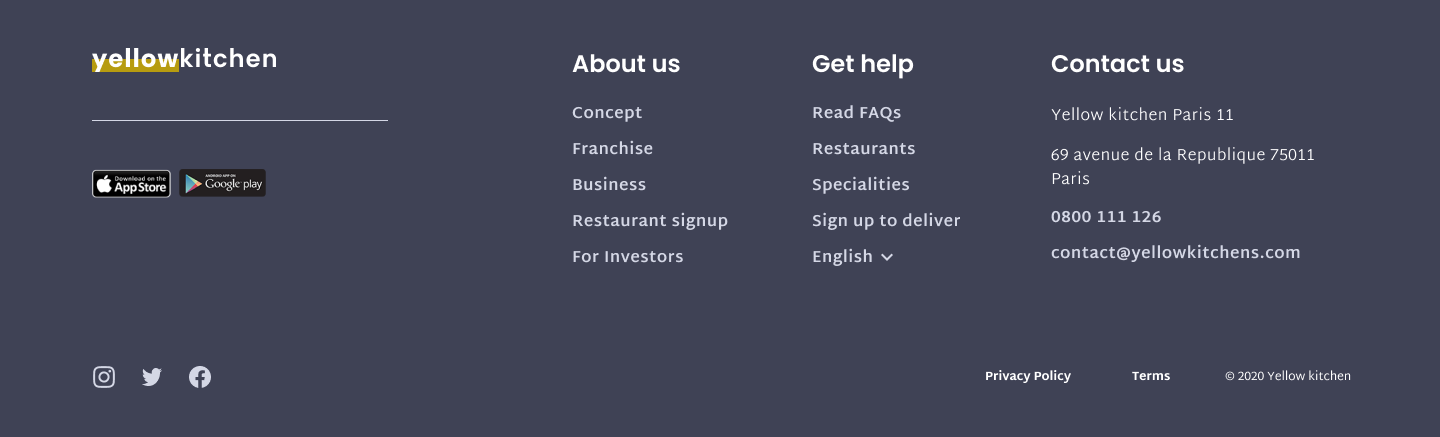 yellowkitchen
Download on the
App Store
ANDROID APP ON
Google play
About us
Concept
Franchise
Business
Restaurant signup
For Investors
Get help
Read FAQs
Restaurants
Specialities
Sign up to deliver
English
Contact us
Yellow kitchen Paris 11
69 avenue de la Republique 75011
Paris
0800 111 126
contact@yellowkitchens.com
Privacy Policy
Terms
© 2020 Yellow kitchen